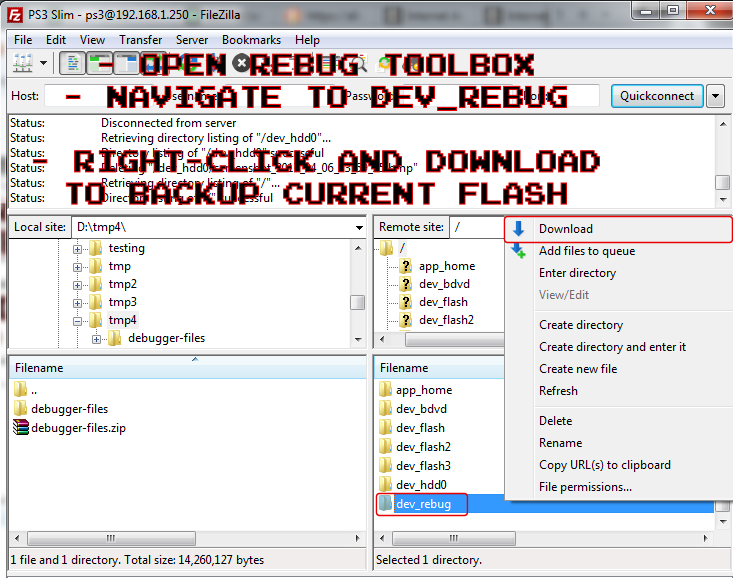 PS3 Slim - ps3@192.168.1.250 - FileZilla
File Edit View Transfer Server Bookmarks Help
- OPEN REBUG TOOLBOX
Host: Quickconnect
- NAVIGATE TO DEV_REBUG
Status: Disconnected from server
Status: Retrieving directory listing of "/dev_hdd0"...
Status: Directory listing of "/dev_hdd0" successful
- RIGHT-CLICK AND DOWNLOAD
Status:
Status: Retrieving directory listing of "/"...
TO BACKUP CURRENT FLASH
Status: Directory listing of "/" successful
Local site: D:\tmp4\
testing
tmp
tmp2
tmp3
tmp4
debugger-files
Remote site: /
/
app_home
dev_bdvd
dev_flash
dev_flash2
Filename
..
debugger-files
debugger-files.zip
1 file and 1 directory. Total size: 14,260,127 bytes
Filename
app_home
dev_bdvd
dev_flash
dev_flash2
dev_flash3
dev_hdd0
dev_rebug
Selected 1 directory.
Download
Add files to queue
Enter directory
View/Edit
Create directory
Create directory and enter it
Create new file
Refresh
Delete
Rename
Copy URL(s) to clipboard
File permissions...